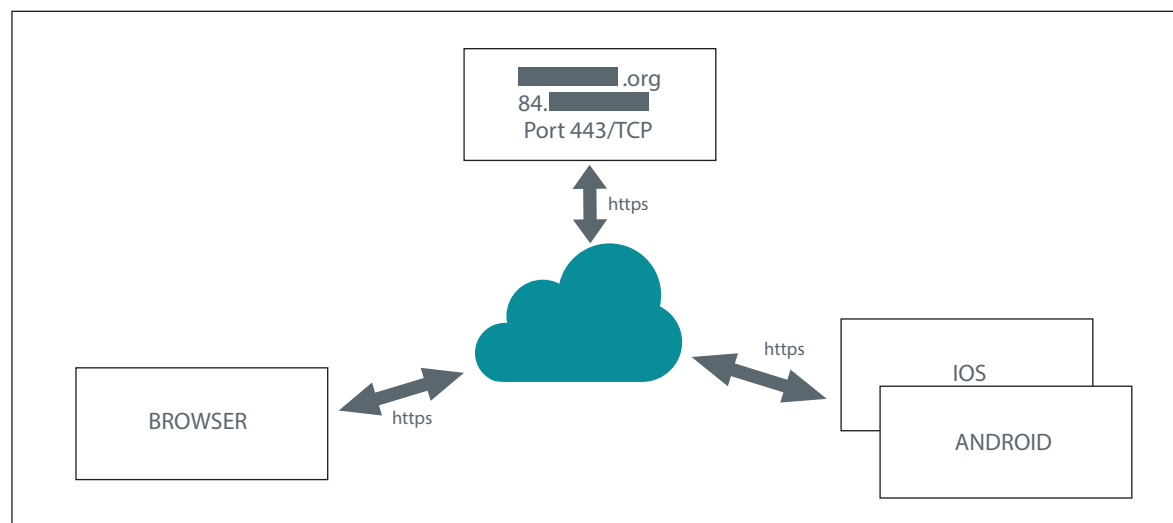 .org
84.
Port 443/TCP
https
https
IOS
BROWSER
https
ANDROID